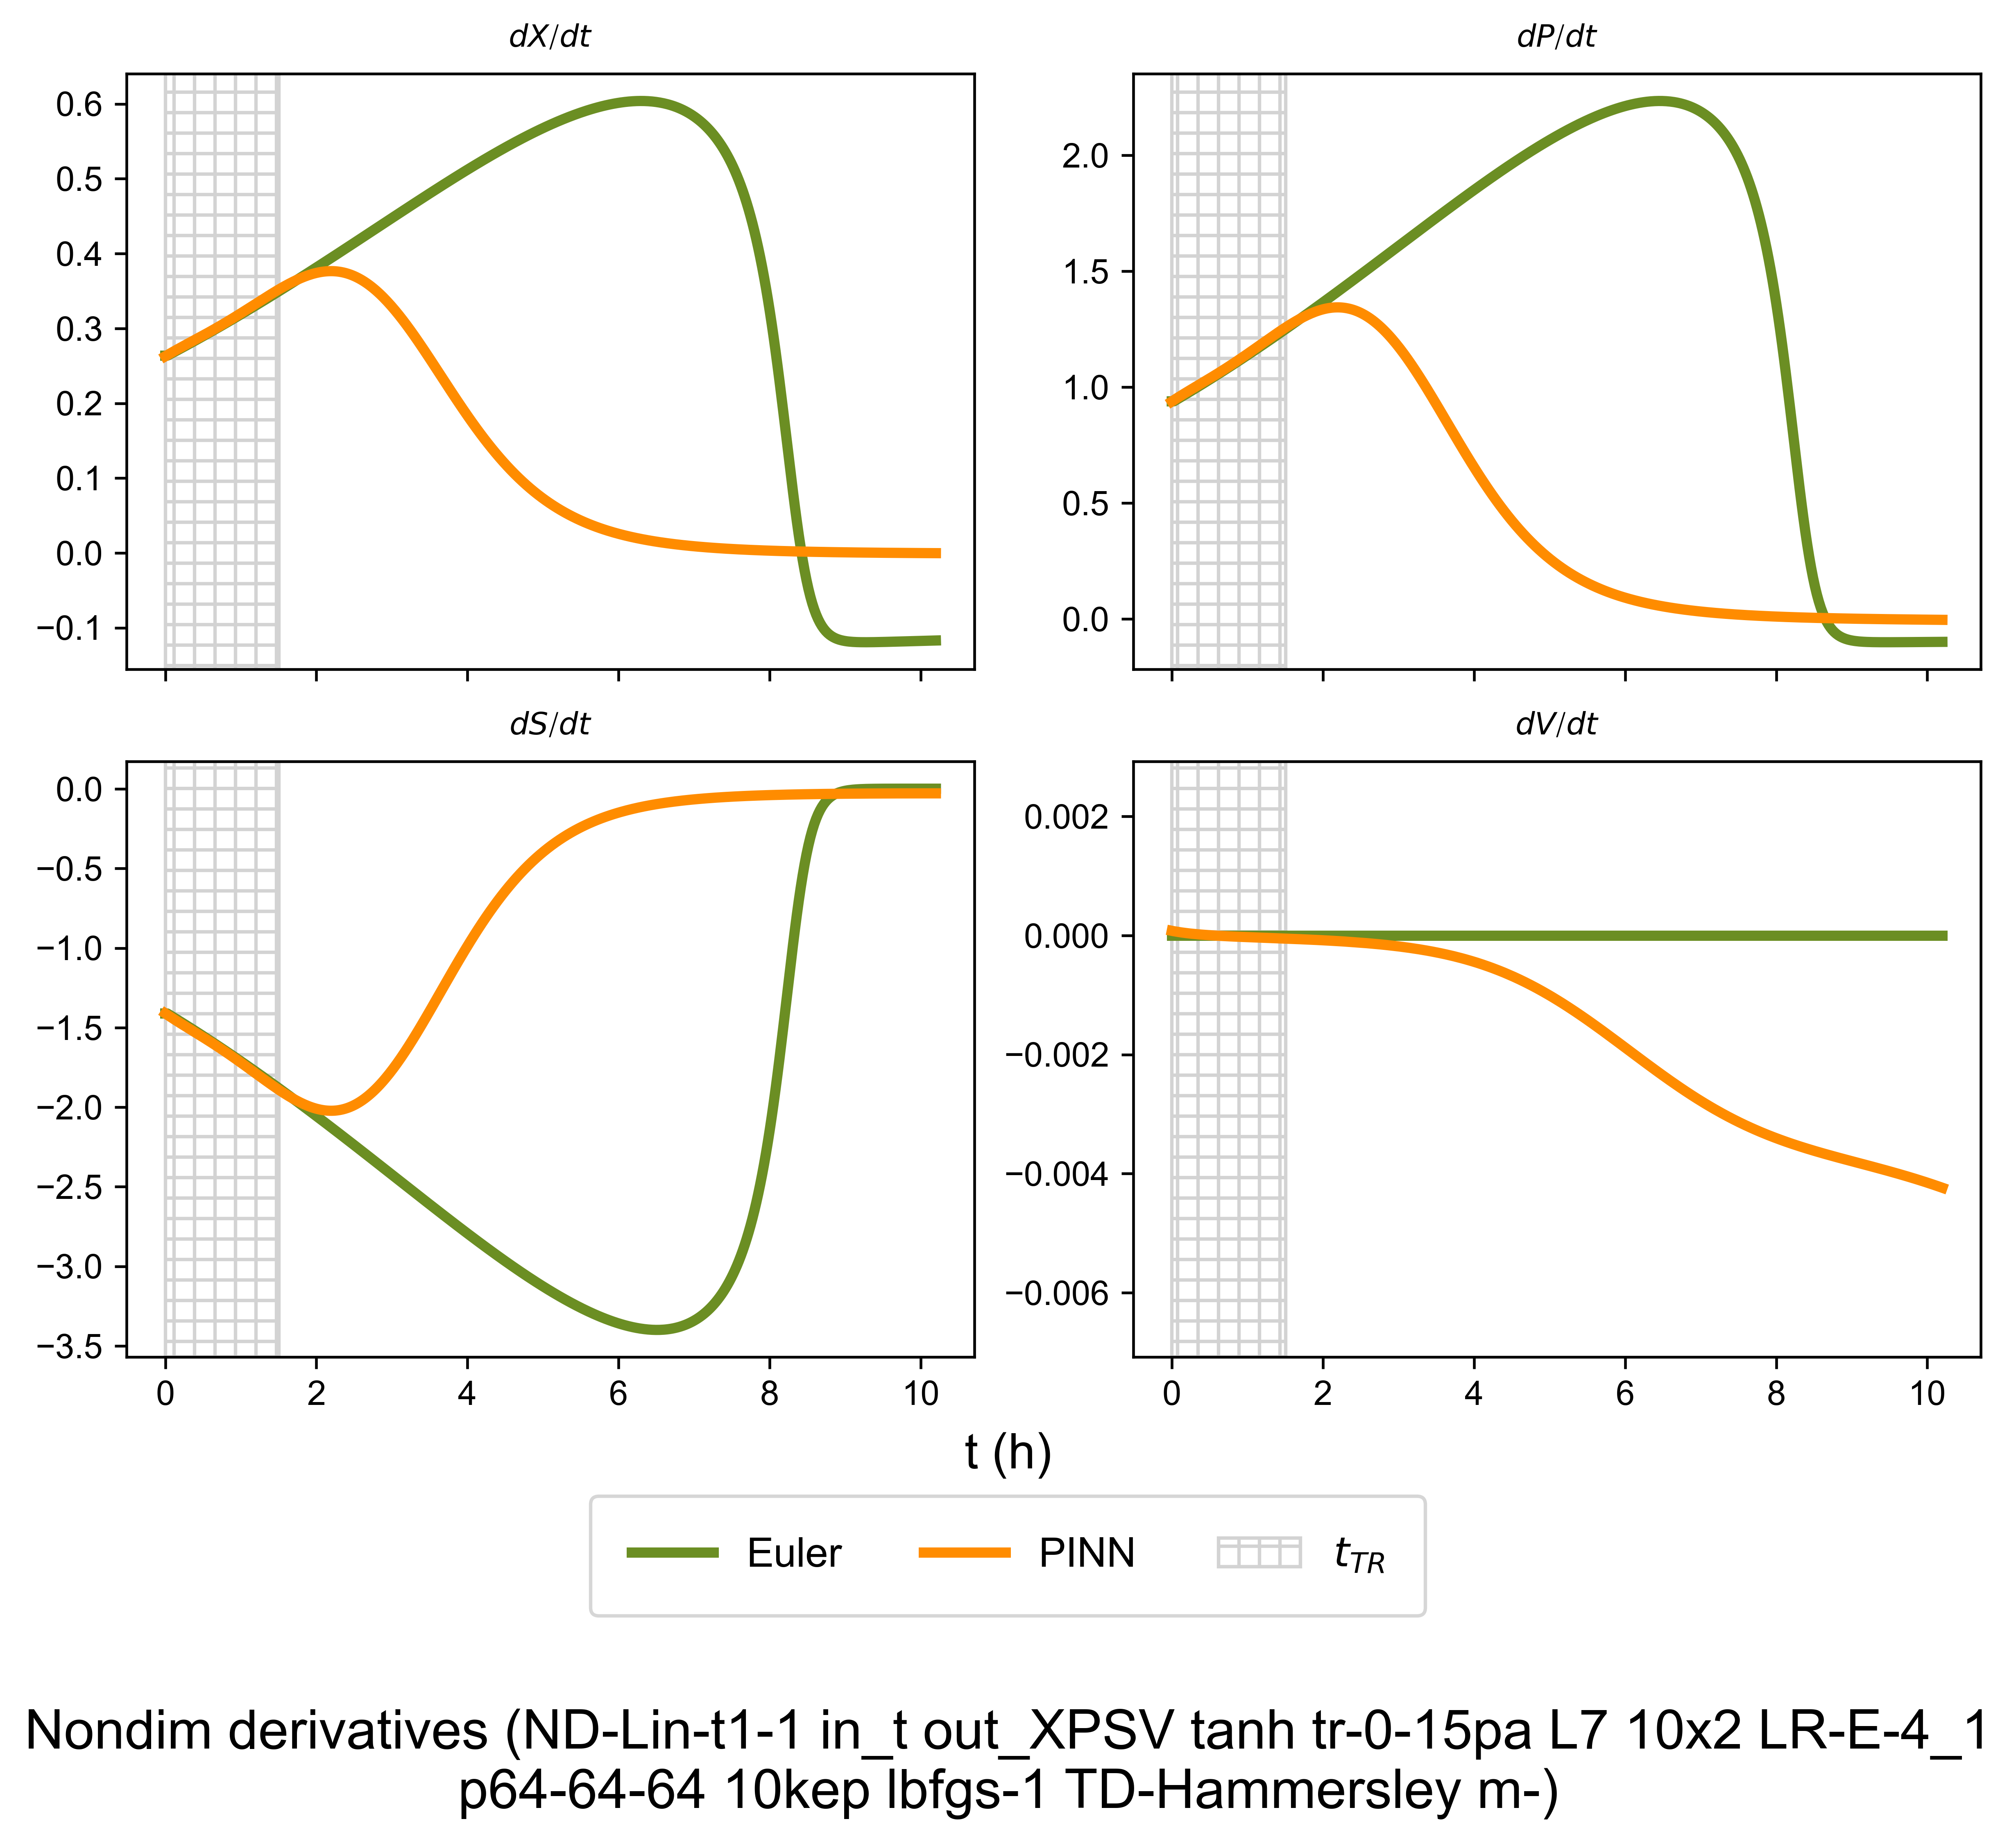 dX/dt
dP/dt
0.6
0.5
0.4
0.3
0.2
0.1
0.0
−0.1
2.0
1.5
1.0
0.5
0.0
dS/dt
dV/dt
0.0
−0.5
−1.0
−1.5
−2.0
−2.5
−3.0
−3.5
0 2 4 6 8 10
0.002
0.000
−0.002
−0.004
−0.006
0 2 4 6 8 10
t (h)
Euler PINN t_TR
Nondim derivatives (ND-Lin-t1-1 in_t out_XPSV tanh tr-0-15pa L7 10x2 LR-E-4_1
p64-64-64 10kep lbfgs-1 TD-Hammersley m-)